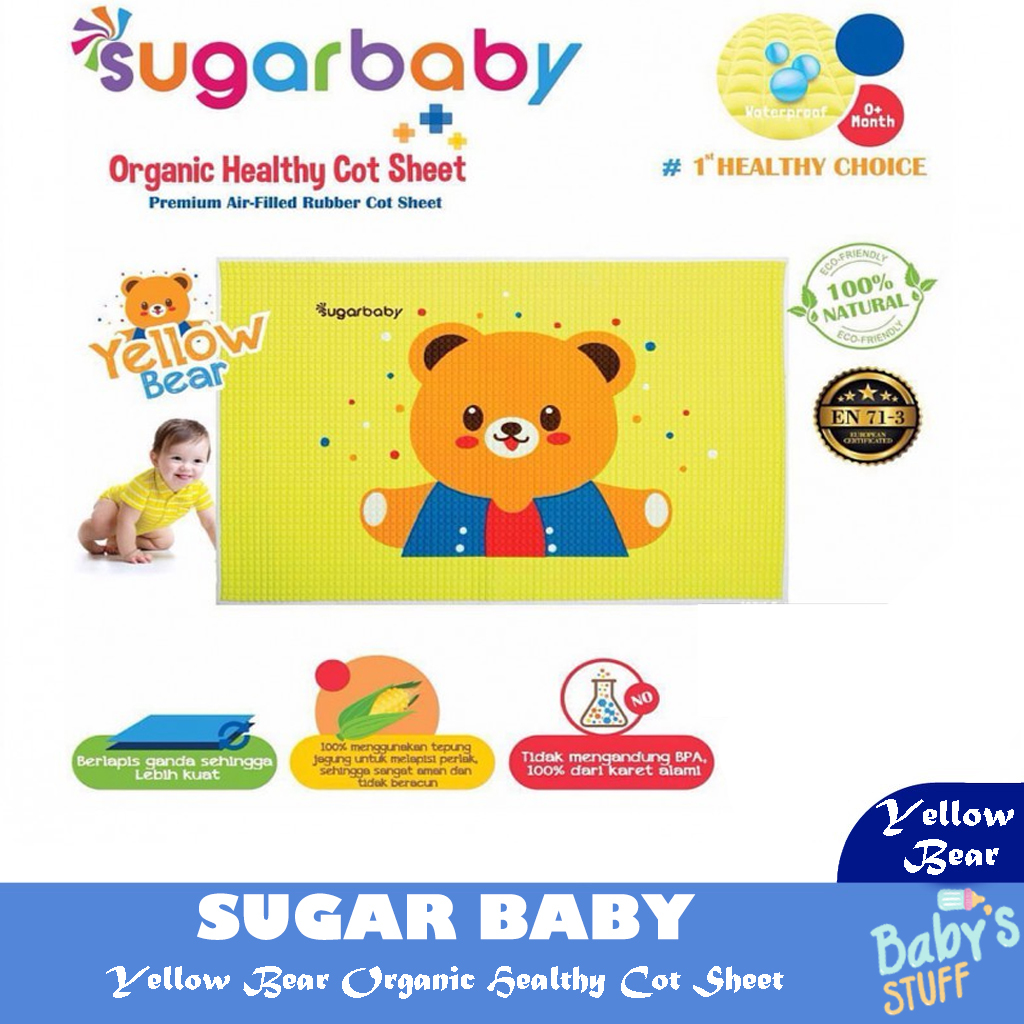 sugarbaby
Organic Healthy Cot Sheet
Premium Air-Filled Rubber Cot Sheet
Waterproof
0+
Month
# 1st HEALTHY CHOICE
sugarbaby
Yellow
Bear
ECO-FRIENDLY
100%
NATURAL
ECO-FRIENDLY
EN 71-3
EUROPEAN
CERTIFICATED
Berlapis ganda sehingga
Lebih kuat
100% menggunakan tepung
jagung untuk melapisi perlak,
sehingga sangat aman dan
tidak beracun
NO
Tidak mengandung BPA,
100% dari karet alami
Yellow
Bear
SUGAR BABY
Yellow Bear Organic Healthy Cot Sheet
Baby's
STUFF